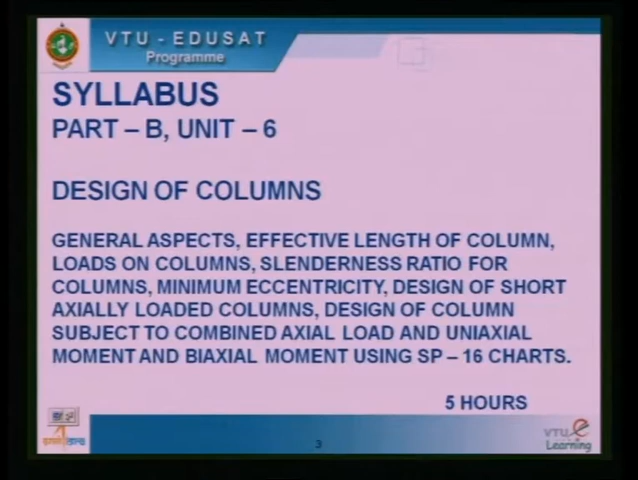 VTU - EDUSAT
Programme
SYLLABUS
PART – B, UNIT – 6
DESIGN OF COLUMNS
GENERAL ASPECTS, EFFECTIVE LENGTH OF COLUMN,
LOADS ON COLUMNS, SLENDERNESS RATIO FOR
COLUMNS, MINIMUM ECCENTRICITY, DESIGN OF SHORT
AXIALLY LOADED COLUMNS, DESIGN OF COLUMN
SUBJECT TO COMBINED AXIAL LOAD AND UNIAXIAL
MOMENT AND BIAXIAL MOMENT USING SP – 16 CHARTS.
5 HOURS
3
VTU e
Learning